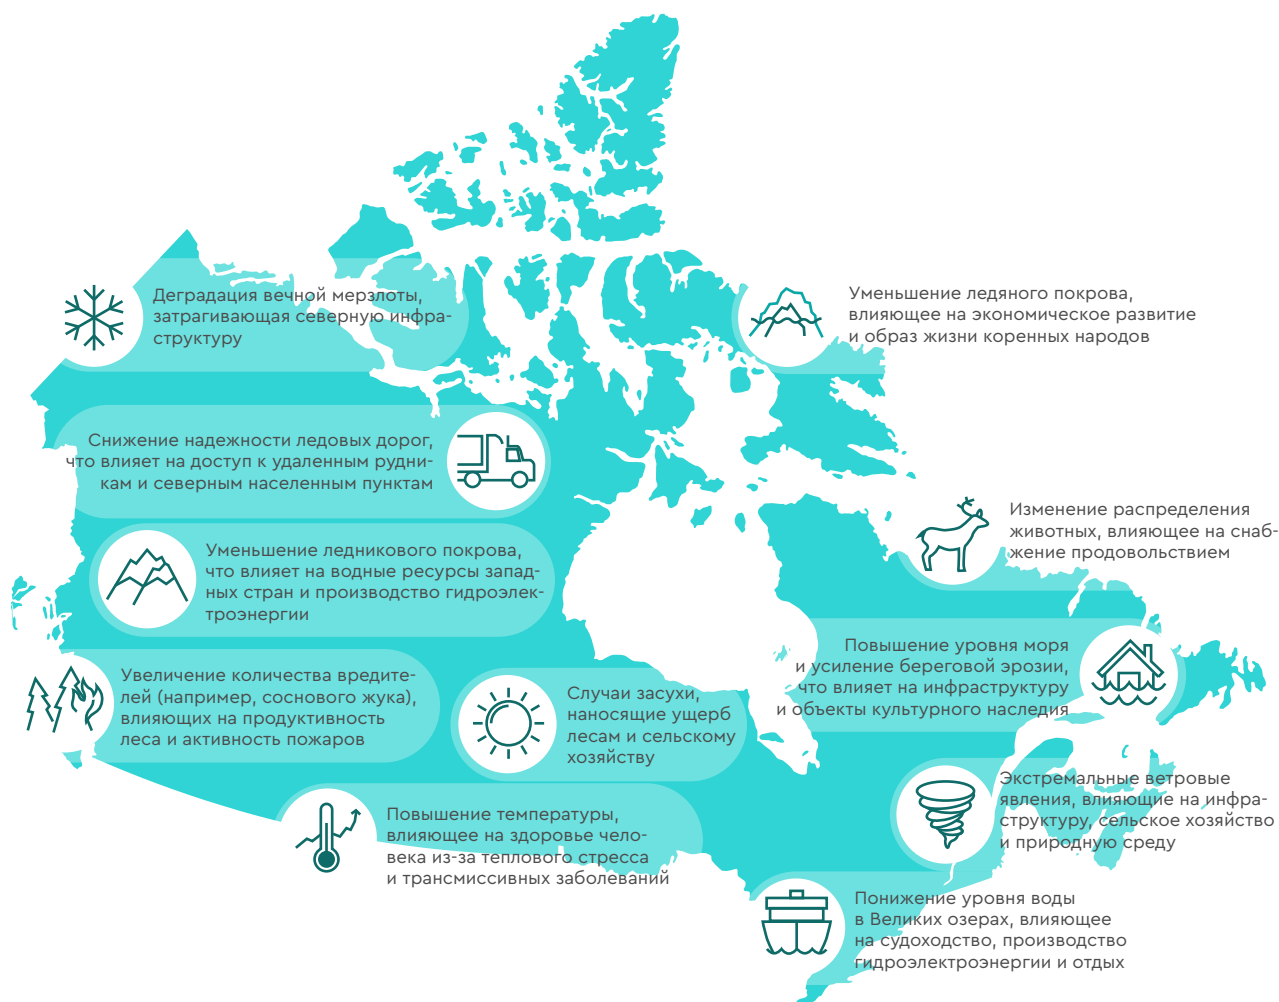 Деградация вечной мерзлоты,
затрагивающая северную инфра-
структуру
Уменьшение ледяного покрова,
влияющее на экономическое развитие
и образ жизни коренных народов
Снижение надежности ледовых дорог,
что влияет на доступ к удаленным рудни-
кам и северным населенным пунктам
Изменение распределения
животных, влияющее на снаб-
жение продовольствием
Уменьшение ледникового покрова,
что влияет на водные ресурсы запад-
ных стран и производство гидроэлек-
троэнергии
Повышение уровня моря
и усиление береговой эрозии,
что влияет на инфраструктуру
и объекты культурного наследия
Увеличение количества вредите-
лей (например, соснового жука),
влияющих на продуктивность
леса и активность пожаров
Случаи засухи,
наносящие ущерб
лесам и сельскому
хозяйству
Экстремальные ветровые
явления, влияющие на инфра-
структуру, сельское хозяйство
и природную среду
Повышение температуры,
влияющее на здоровье чело-
века из-за теплового стресса
и трансмиссивных заболеваний
Понижение уровня воды
в Великих озерах, влияющее
на судоходство, производство
гидроэлектроэнергии и отдых